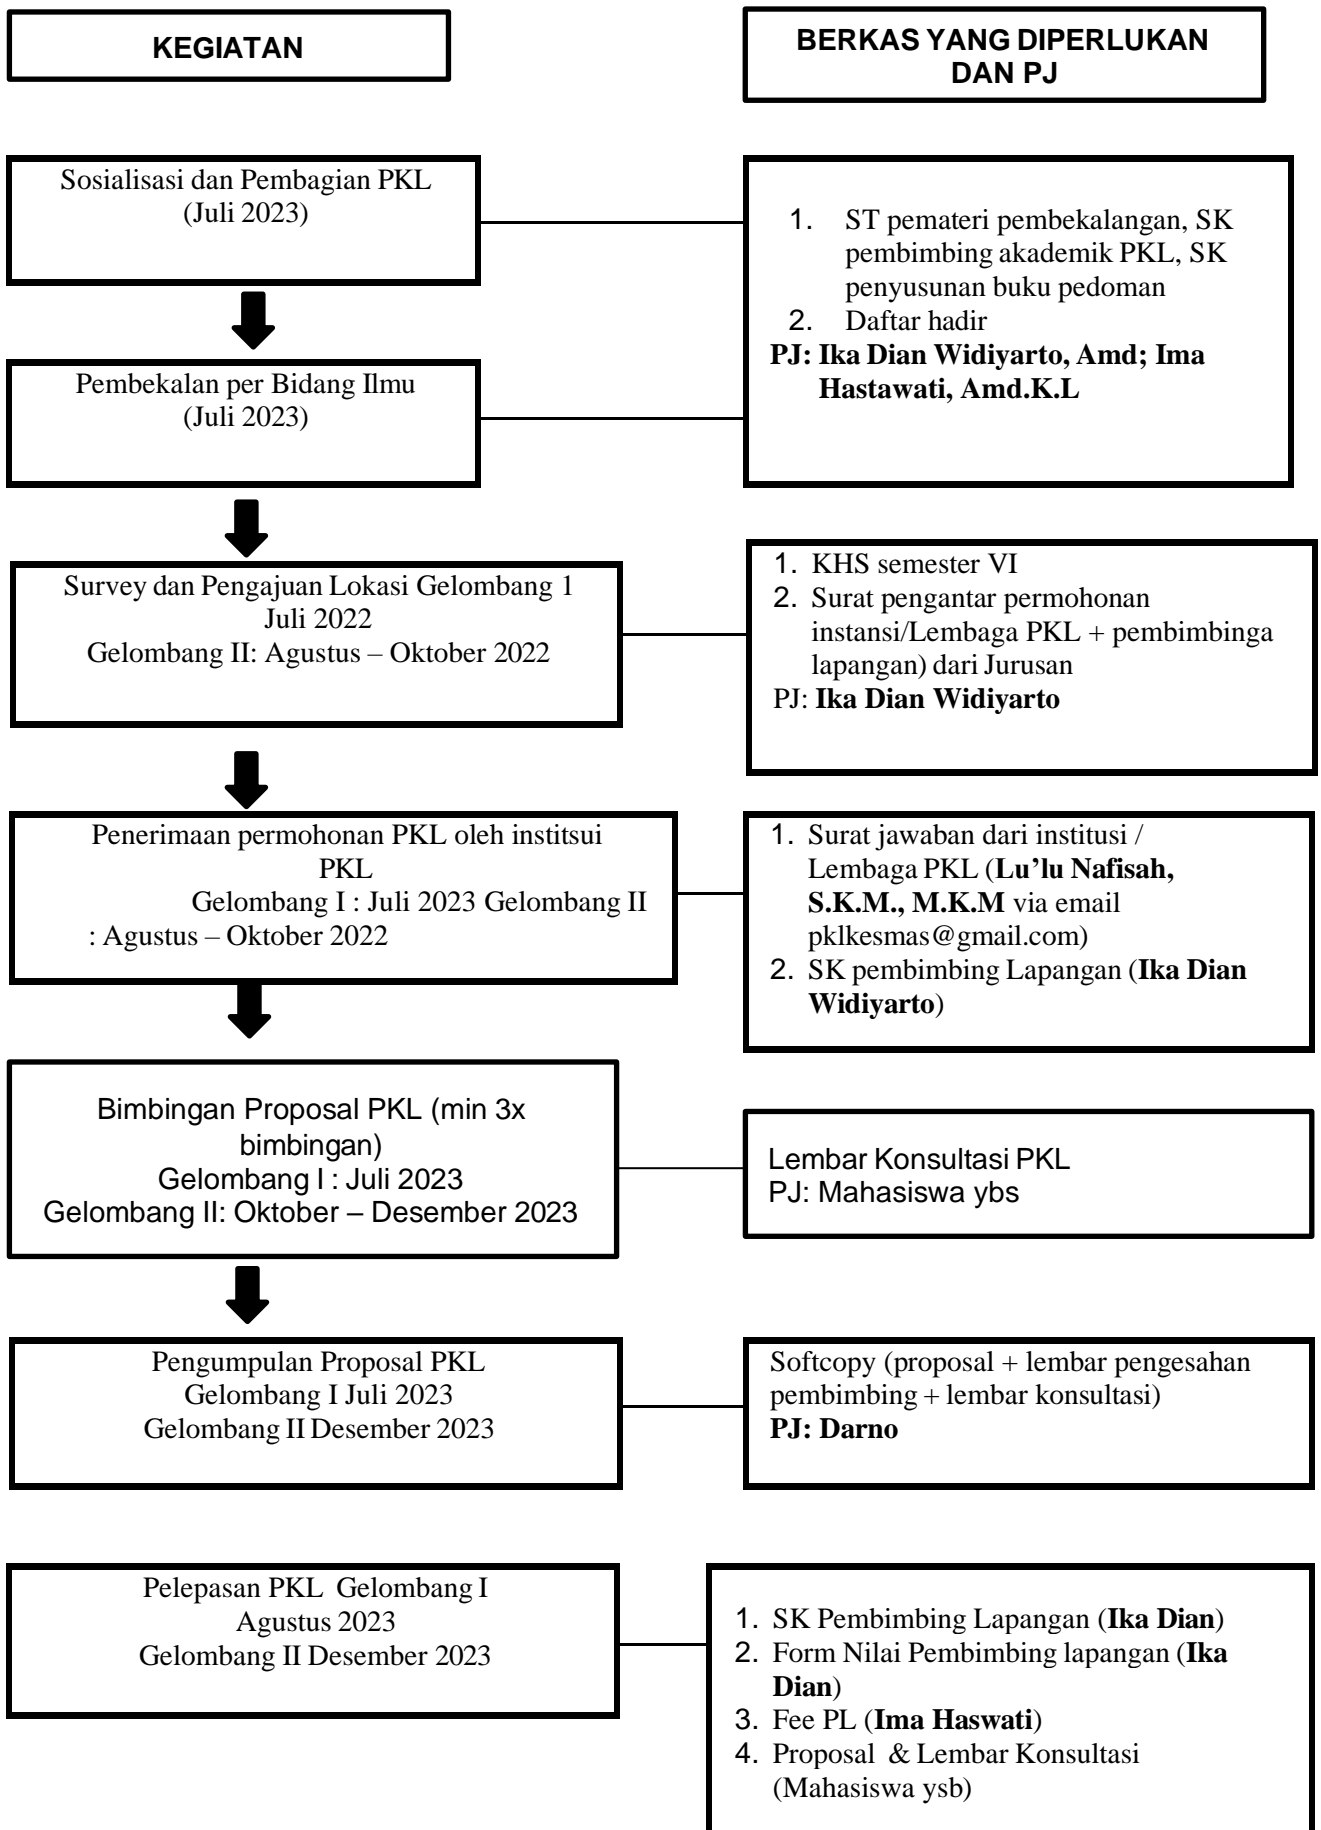 KEGIATAN
BERKAS YANG DIPERLUKAN
DAN PJ
Sosialisasi dan Pembagian PKL
(Juli 2023)
1. ST pemateri pembekalangan, SK
pembimbing akademik PKL, SK
penyusunan buku pedoman
2. Daftar hadir
PJ: Ika Dian Widiyarto, Amd; Ima
Hastawati, Amd.K.L
Pembekalan per Bidang Ilmu
(Juli 2023)
Survey dan Pengajuan Lokasi Gelombang 1
Juli 2022
Gelombang II: Agustus – Oktober 2022
1. KHS semester VI
2. Surat pengantar permohonan
instansi/Lembaga PKL + pembimbinga
lapangan) dari Jurusan
PJ: Ika Dian Widiyarto
Penerimaan permohonan PKL oleh institsui
PKL
Gelombang I : Juli 2023 Gelombang II
: Agustus – Oktober 2022
1. Surat jawaban dari institusi /
Lembaga PKL (Lu’lu Nafisah,
S.K.M., M.K.M via email
pklkesmas@gmail.com)
2. SK pembimbing Lapangan (Ika Dian
Widiyarto)
Bimbingan Proposal PKL (min 3x
bimbingan)
Gelombang I : Juli 2023
Gelombang II: Oktober – Desember 2023
Lembar Konsultasi PKL
PJ: Mahasiswa ybs
Pengumpulan Proposal PKL
Gelombang I Juli 2023
Gelombang II Desember 2023
Softcopy (proposal + lembar pengesahan
pembimbing + lembar konsultasi)
PJ: Darno
Pelepasan PKL Gelombang I
Agustus 2023
Gelombang II Desember 2023
1. SK Pembimbing Lapangan (Ika Dian)
2. Form Nilai Pembimbing lapangan (Ika
Dian)
3. Fee PL (Ima Haswati)
4. Proposal & Lembar Konsultasi
(Mahasiswa ysb)